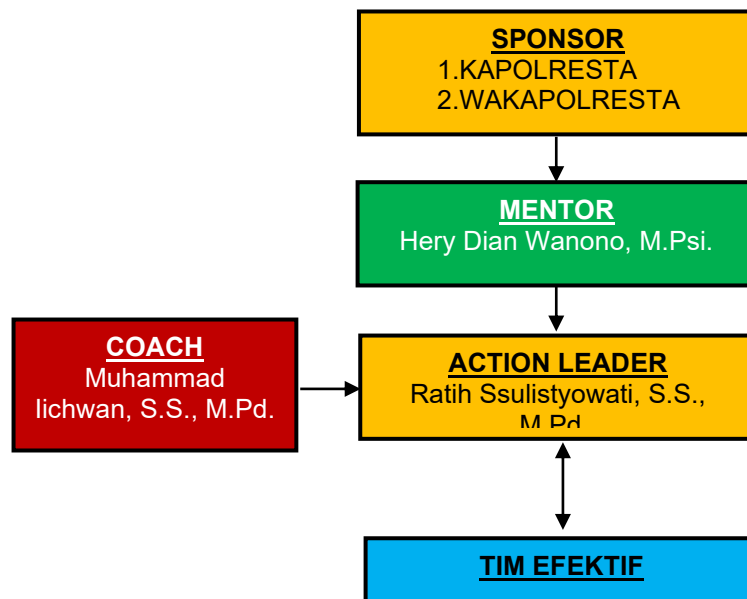 SPONSOR
1.KAPOLRESTA
2.WAKAPOLRESTA
MENTOR
Hery Dian Wanono, M.Psi.
COACH
Muhammad
Iichwan, S.S., M.Pd.
ACTION LEADER
Ratih Ssulistyowati, S.S.,
M.Pd
TIM EFEKTIF